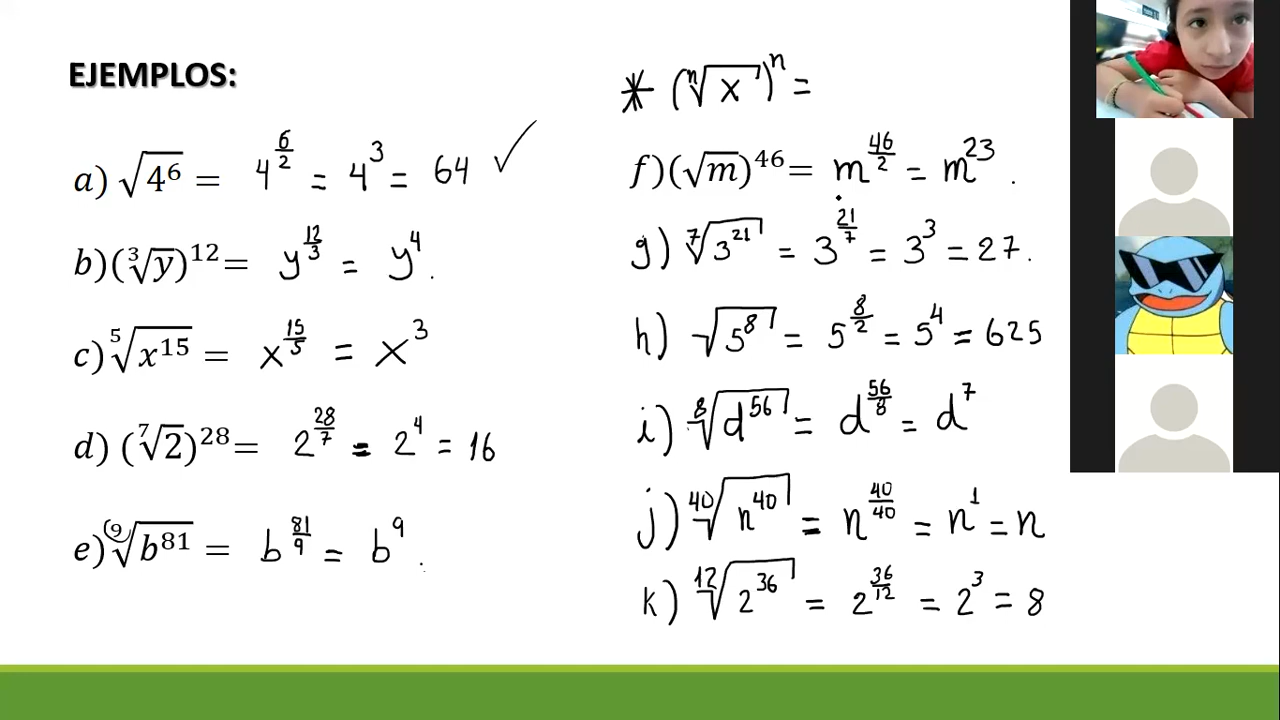 EJEMPLOS:
a) √4⁶ = 4^(6/2) = 4³ = 64 ✓
b) (³√y)¹² = y^(12/3) = y⁴.
c) ⁵√x¹⁵ = x^(15/5) = x³
d) (⁷√2)²⁸ = 2^(28/7) = 2⁴ = 16
e) ⁹√b⁸¹ = b^(81/9) = b⁹.
* (ⁿ√x)ⁿ =
f) (√m)⁴⁶ = m^(46/2) = m²³.
g) ⁷√3²¹ = 3^(21/7) = 3³ = 27.
h) √5⁸ = 5^(8/2) = 5⁴ = 625
i) ⁸√d⁵⁶ = d^(56/8) = d⁷
j) ⁴⁰√n⁴⁰ = n^(40/40) = n¹ = n
k) ¹²√2³⁶ = 2^(36/12) = 2³ = 8